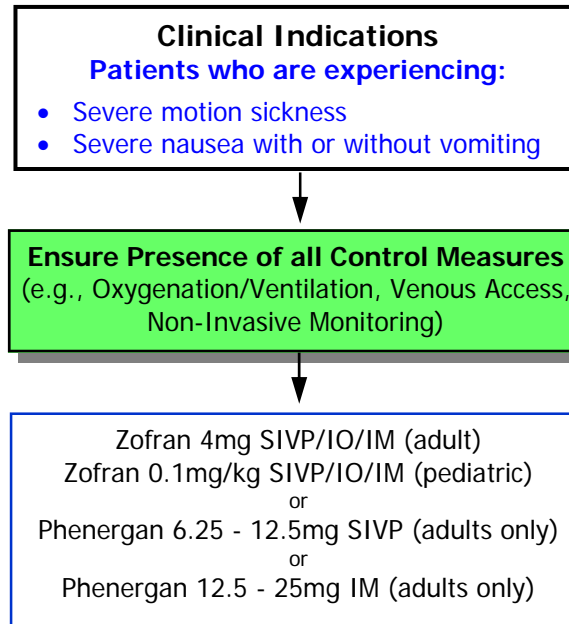 Clinical Indications
Patients who are experiencing:
• Severe motion sickness
• Severe nausea with or without vomiting
Ensure Presence of all Control Measures
(e.g., Oxygenation/Ventilation, Venous Access,
Non-Invasive Monitoring)
Zofran 4mg SIVP/IO/IM (adult)
Zofran 0.1mg/kg SIVP/IO/IM (pediatric)
or
Phenergan 6.25 - 12.5mg SIVP (adults only)
or
Phenergan 12.5 - 25mg IM (adults only)